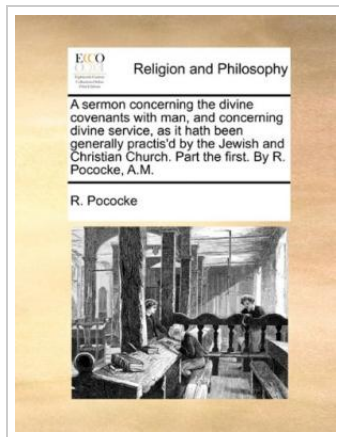 ECCO
Religion and Philosophy
A sermon concerning the divine
covenants with man, and concerning
divine service, as it hath been
generally practis'd by the Jewish and
Christian Church. Part the first. By R.
Pococke, A.M.
R. Pococke